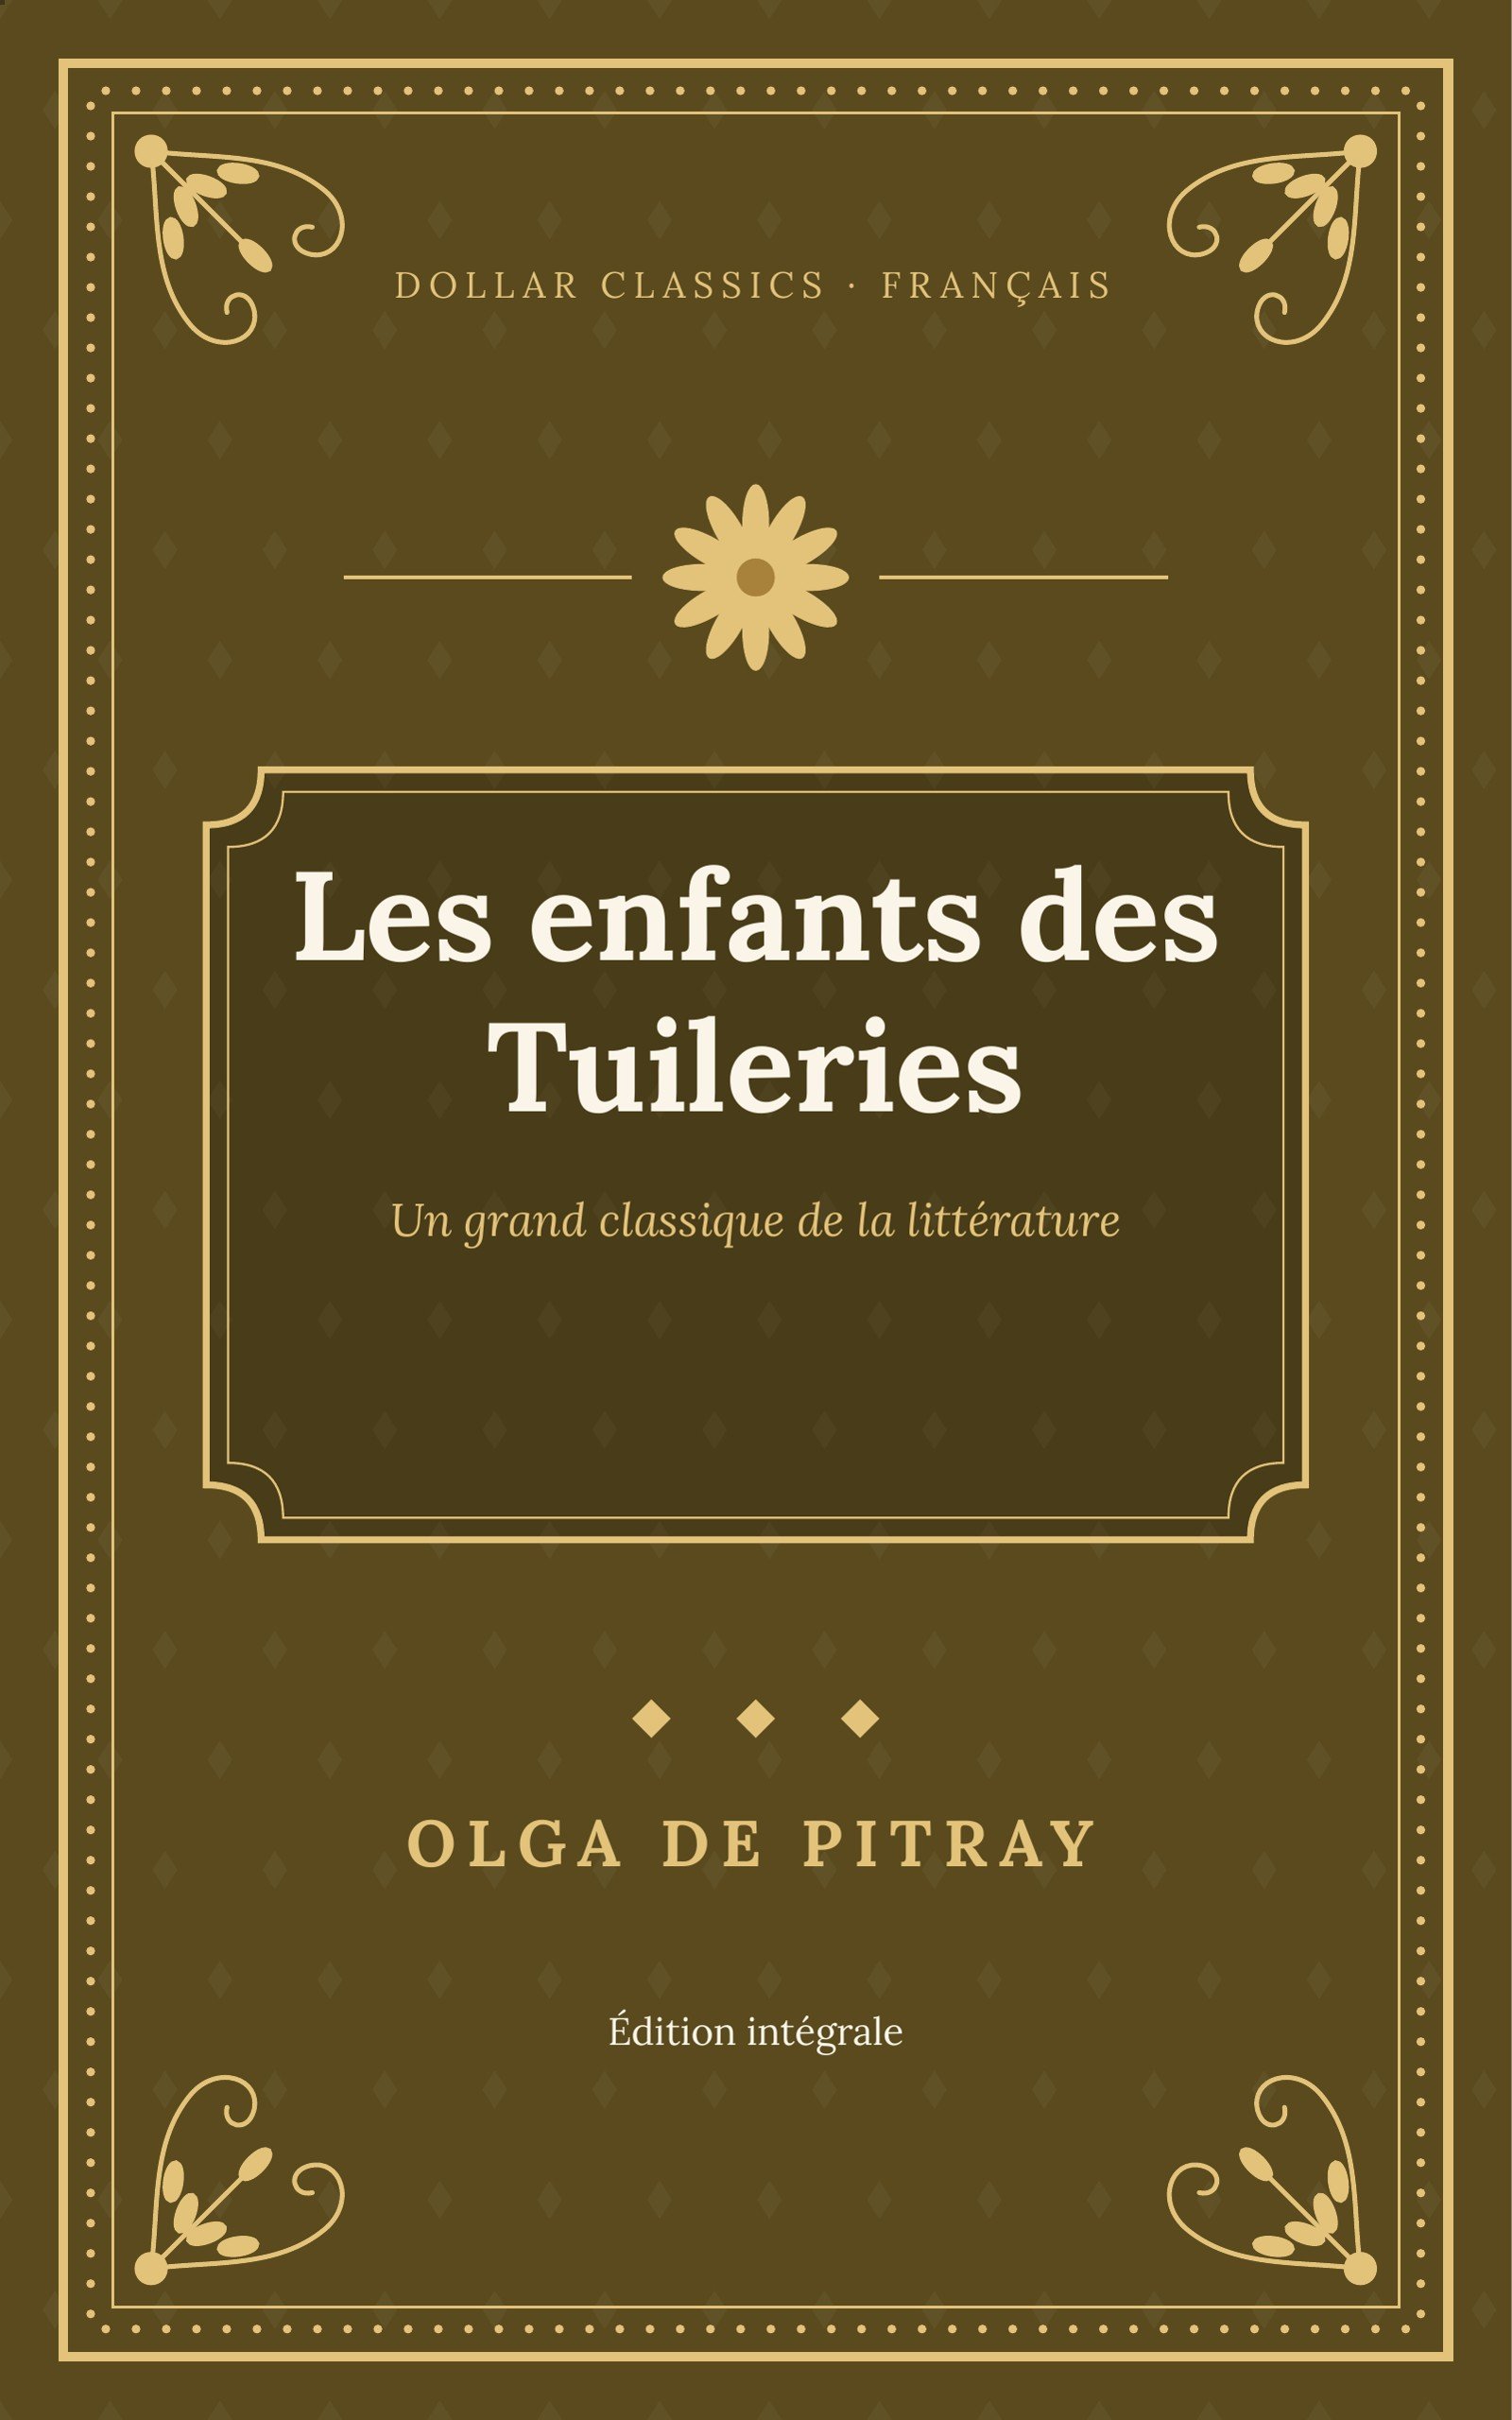 DOLLAR CLASSICS · FRANÇAIS
Les enfants des
Tuileries
Un grand classique de la littérature
OLGA DE PITRAY
Édition intégrale